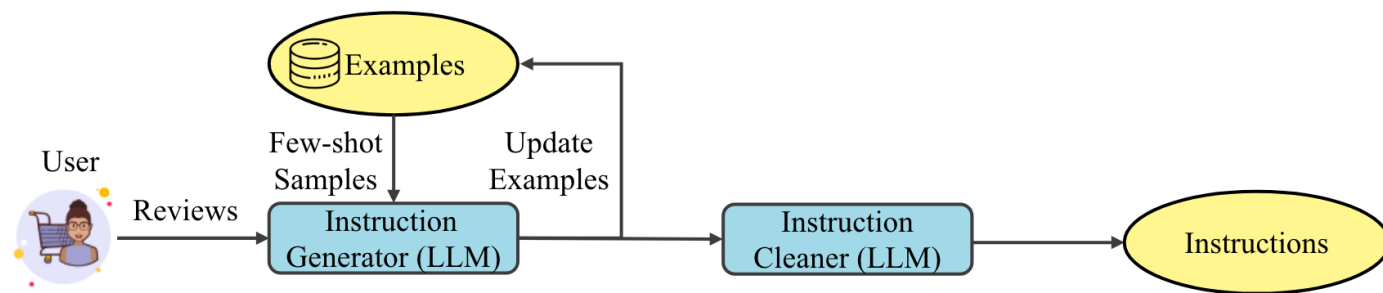 Examples
Few-shot
Samples
Update
Examples
User
Reviews
Instruction
Generator (LLM)
Instruction
Cleaner (LLM)
Instructions